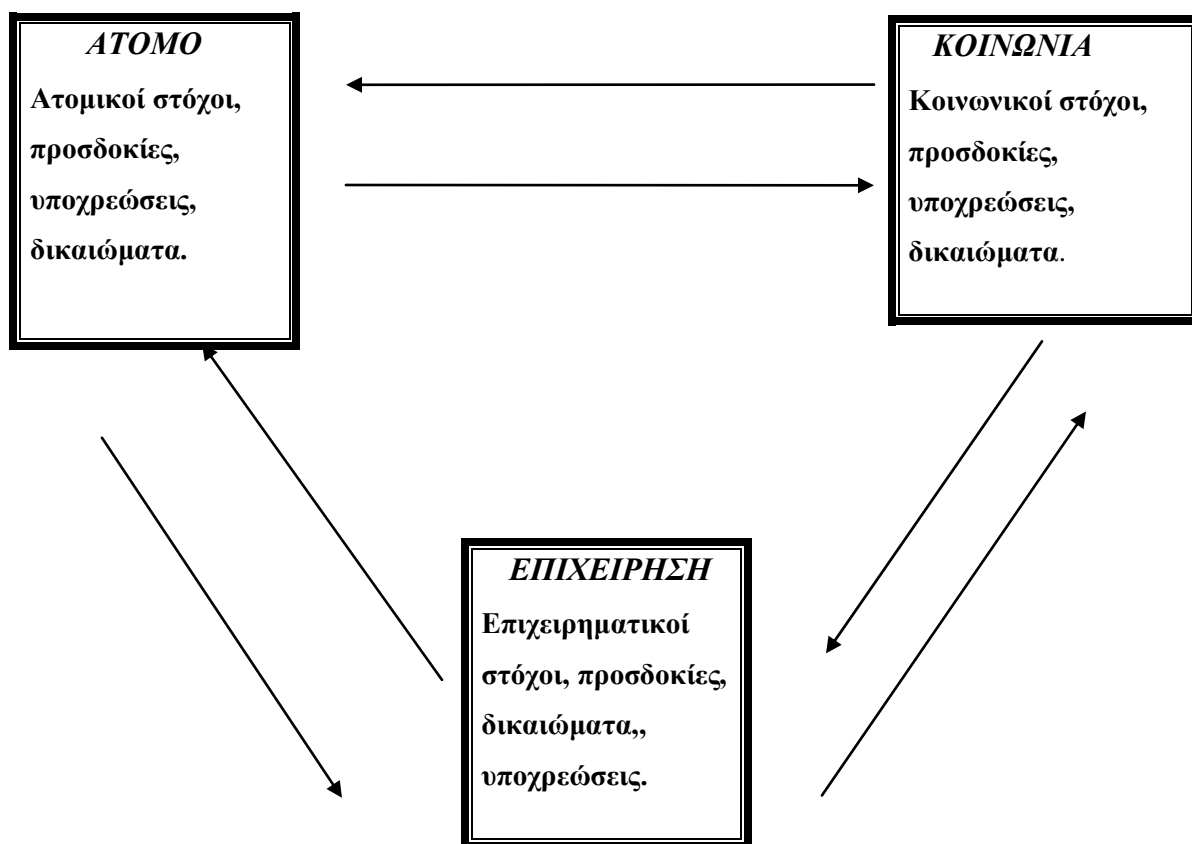 ΑΤΟΜΟ
Ατομικοί στόχοι,
προσδοκίες,
υποχρεώσεις,
δικαιώματα.
ΚΟΙΝΩΝΙΑ
Κοινωνικοί στόχοι,
προσδοκίες,
υποχρεώσεις,
δικαιώματα.
ΕΠΙΧΕΙΡΗΣΗ
Επιχειρηματικοί
στόχοι, προσδοκίες,
δικαιώματα,,
υποχρεώσεις.